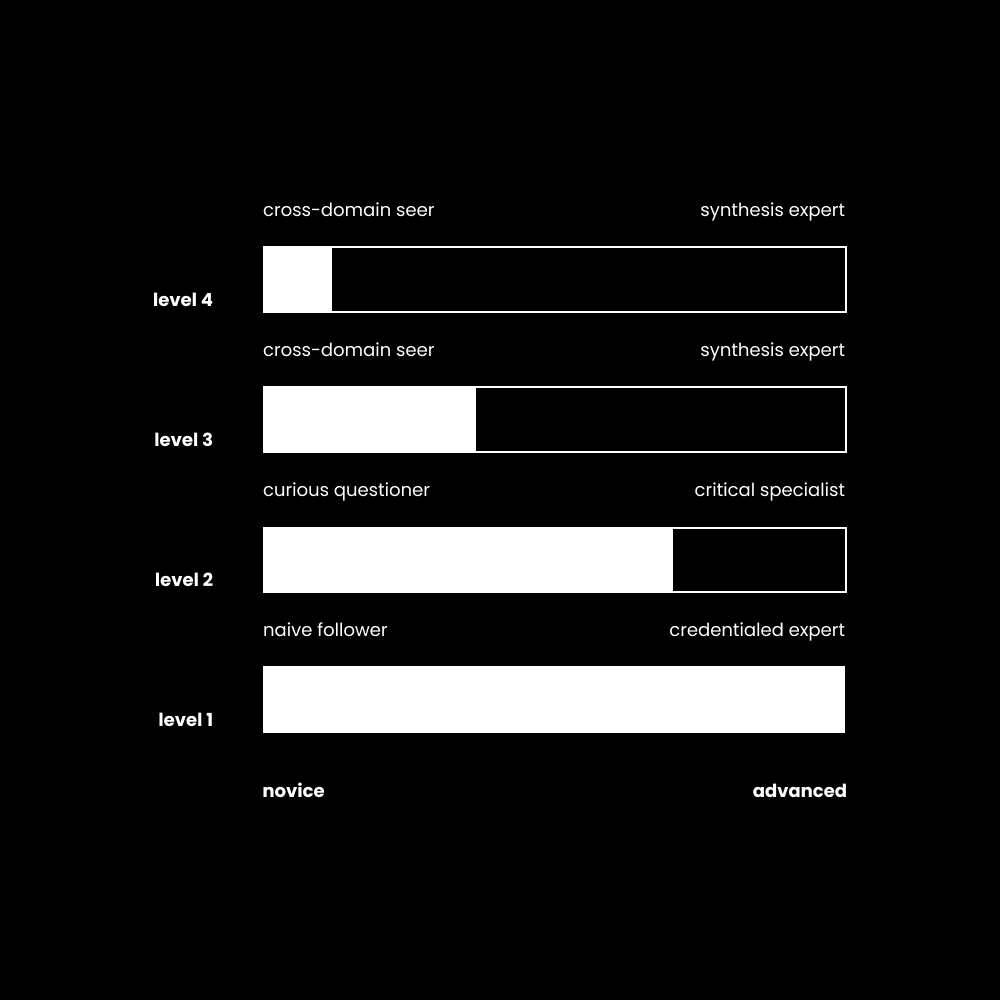 cross-domain seer synthesis expert
level 4
cross-domain seer synthesis expert
level 3
curious questioner critical specialist
level 2
naive follower credentialed expert
level 1
novice advanced